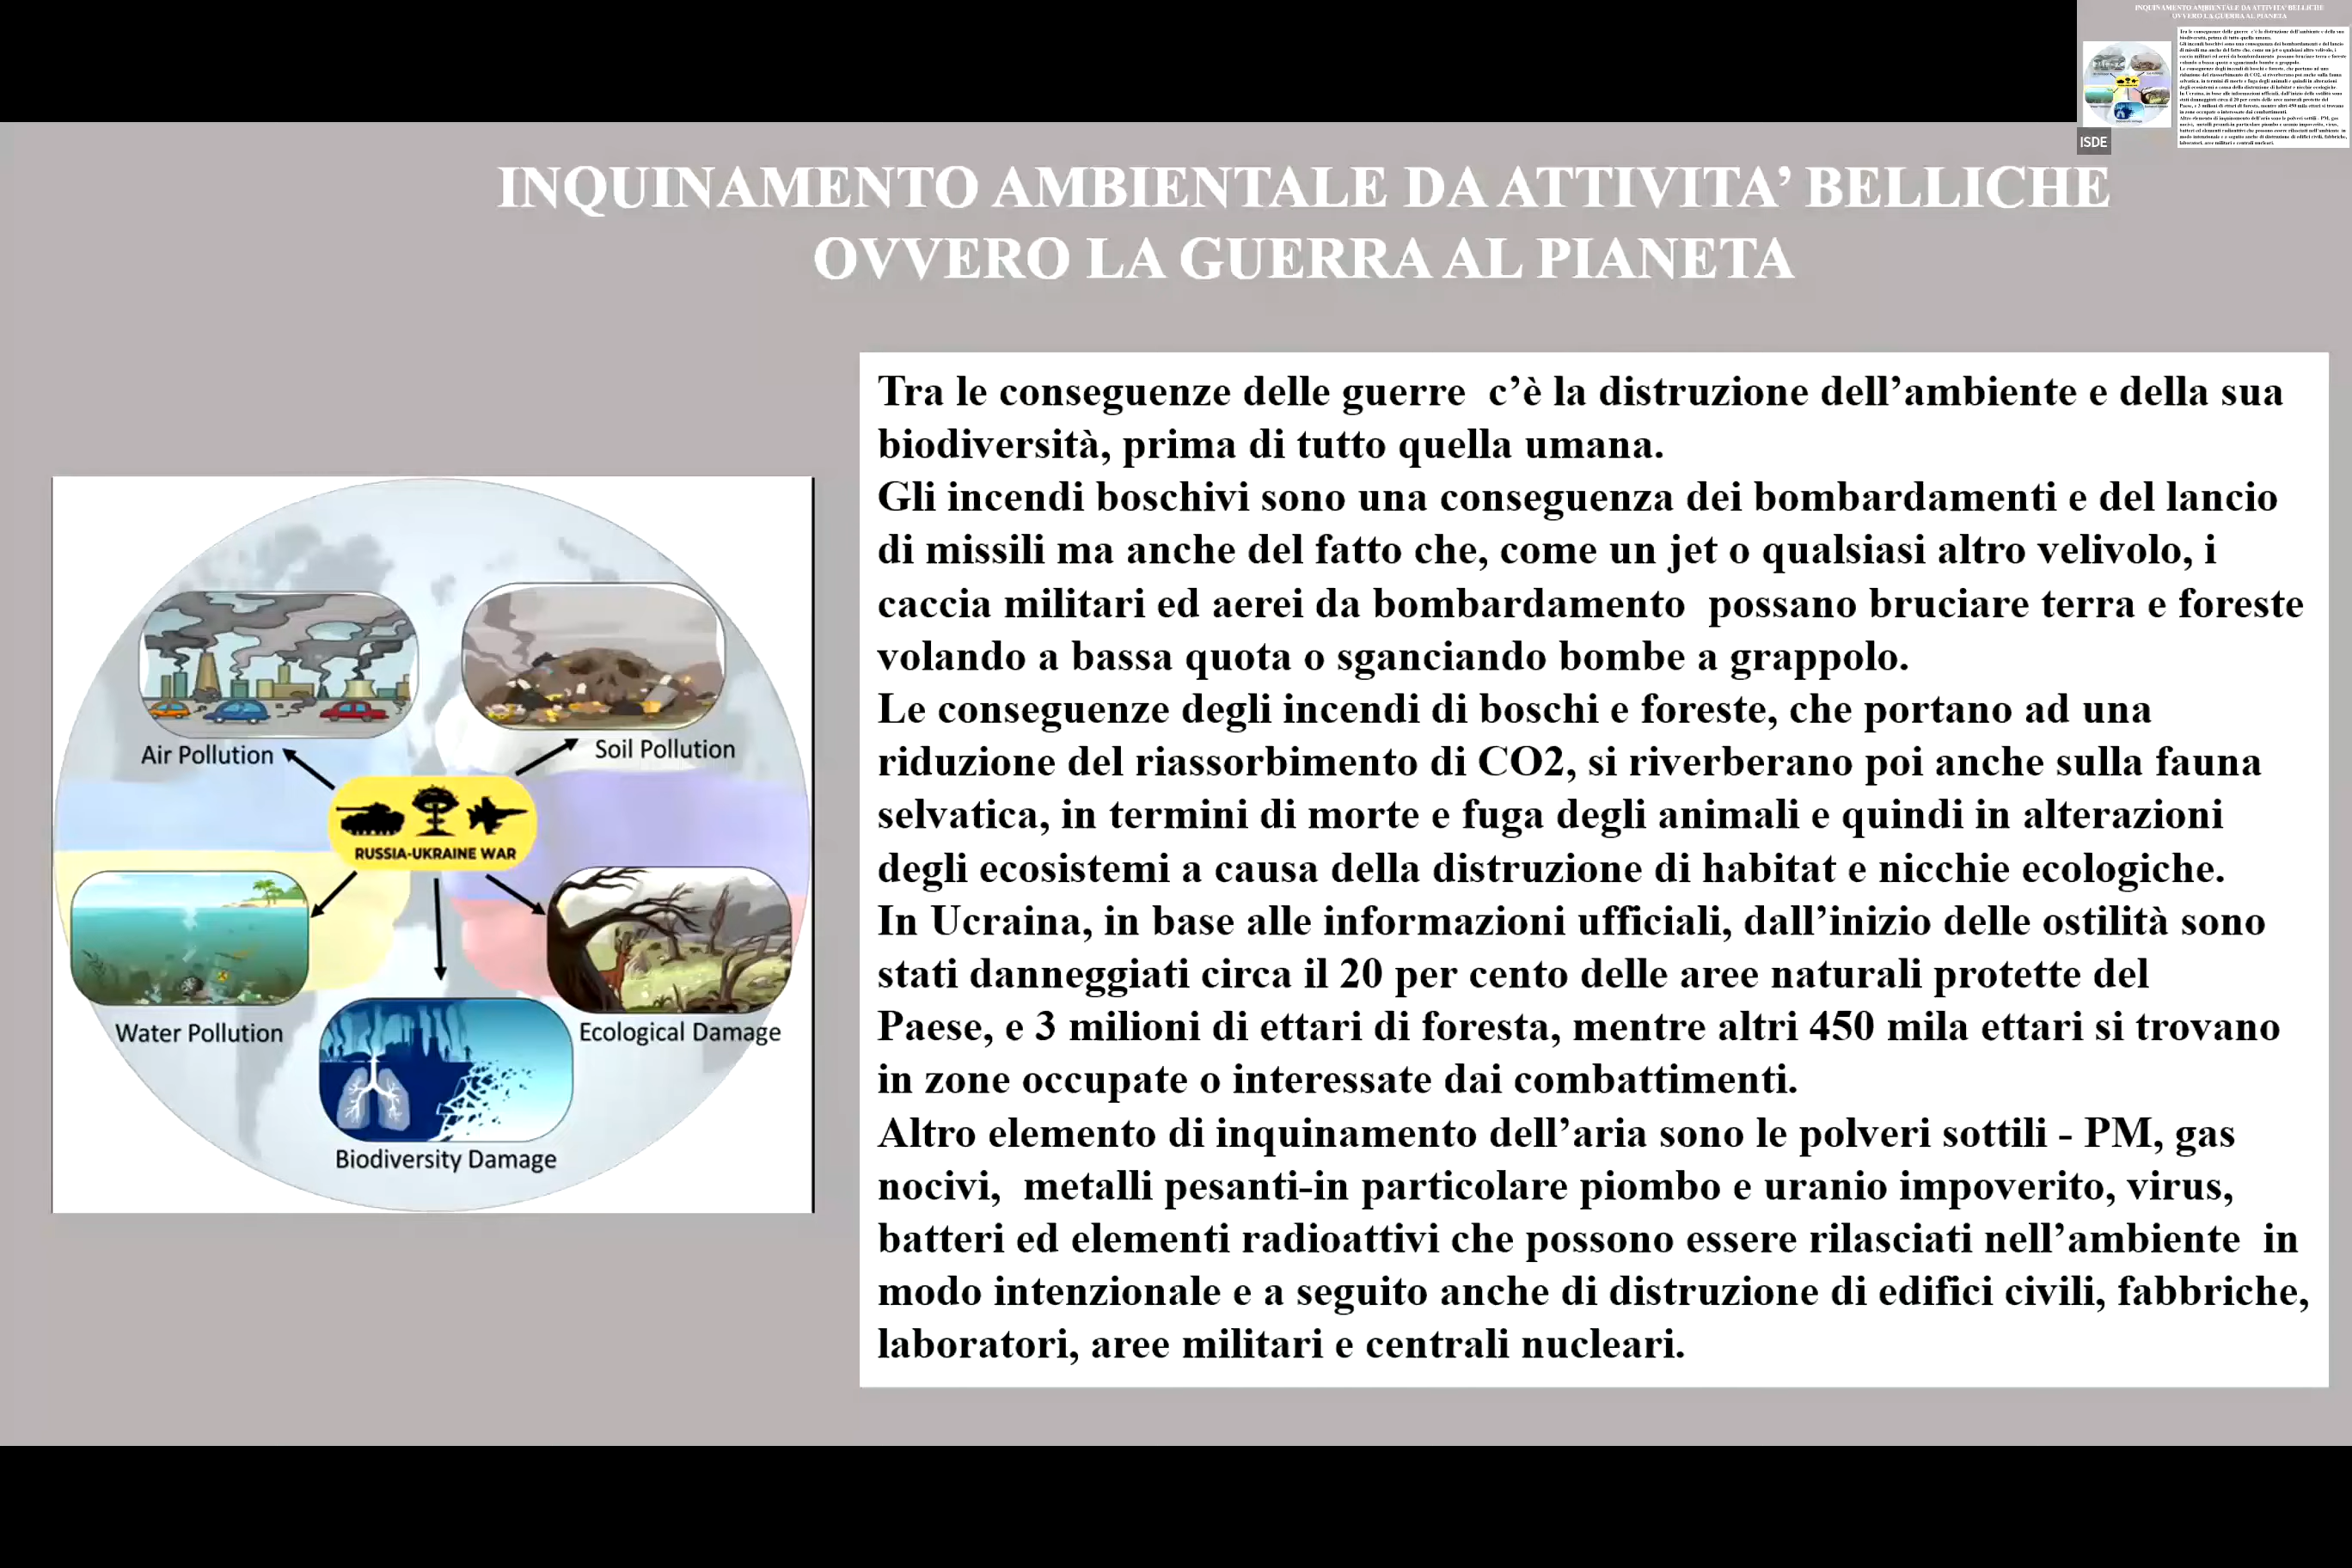 INQUINAMENTO AMBIENTALE DA ATTIVITA’ BELLICHE
OVVERO LA GUERRA AL PIANETA
Tra le conseguenze delle guerre  c’è la distruzione dell’ambiente e della sua
biodiversità, prima di tutto quella umana.
Gli incendi boschivi sono una conseguenza dei bombardamenti e del lancio
di missili ma anche del fatto che, come un jet o qualsiasi altro velivolo, i
caccia militari ed aerei da bombardamento  possano bruciare terra e foreste
volando a bassa quota o sganciando bombe a grappolo.
Le conseguenze degli incendi di boschi e foreste, che portano ad una
riduzione del riassorbimento di CO2, si riverberano poi anche sulla fauna
selvatica, in termini di morte e fuga degli animali e quindi in alterazioni
degli ecosistemi a causa della distruzione di habitat e nicchie ecologiche.
In Ucraina, in base alle informazioni ufficiali, dall’inizio delle ostilità sono
stati danneggiati circa il 20 per cento delle aree naturali protette del
Paese, e 3 milioni di ettari di foresta, mentre altri 450 mila ettari si trovano
in zone occupate o interessate dai combattimenti.
Altro elemento di inquinamento dell’aria sono le polveri sottili - PM, gas
nocivi,  metalli pesanti-in particolare piombo e uranio impoverito, virus,
batteri ed elementi radioattivi che possono essere rilasciati nell’ambiente  in
modo intenzionale e a seguito anche di distruzione di edifici civili, fabbriche,
laboratori, aree militari e centrali nucleari.
Air Pollution
Soil Pollution
RUSSIA-UKRAINE WAR
Water Pollution
Ecological Damage
Biodiversity Damage
INQUINAMENTO AMBIENTALE DA ATTIVITA’ BELLICHE
OVVERO LA GUERRA AL PIANETA
ISDE